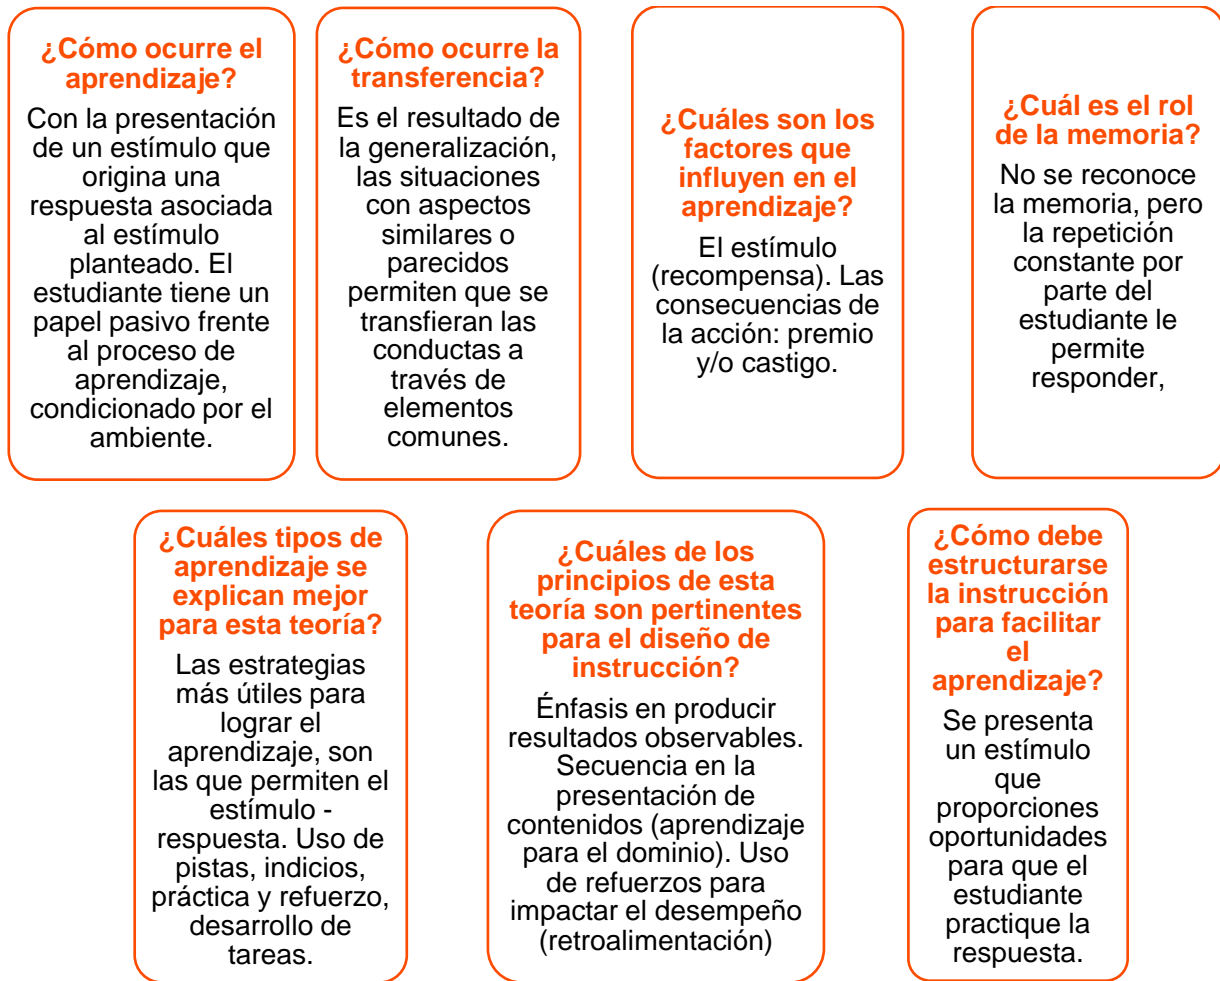 ¿Cómo ocurre el
aprendizaje?
Con la presentación
de un estímulo que
origina una
respuesta asociada
al estímulo
planteado. El
estudiante tiene un
papel pasivo frente
al proceso de
aprendizaje,
condicionado por el
ambiente.
¿Cómo ocurre la
transferencia?
Es el resultado de
la generalización,
las situaciones
con aspectos
similares o
parecidos
permiten que se
transfieran las
conductas a
través de
elementos
comunes.
¿Cuáles son los
factores que
influyen en el
aprendizaje?
El estímulo
(recompensa). Las
consecuencias de
la acción: premio
y/o castigo.
¿Cuál es el rol
de la memoria?
No se reconoce
la memoria, pero
la repetición
constante por
parte del
estudiante le
permite
responder,
¿Cuáles tipos de
aprendizaje se
explican mejor
para esta teoría?
Las estrategias
más útiles para
lograr el
aprendizaje, son
las que permiten el
estímulo -
respuesta. Uso de
pistas, indicios,
práctica y refuerzo,
desarrollo de
tareas.
¿Cuáles de los
principios de esta
teoría son pertinentes
para el diseño de
instrucción?
Énfasis en producir
resultados observables.
Secuencia en la
presentación de
contenidos (aprendizaje
para el dominio). Uso
de refuerzos para
impactar el desempeño
(retroalimentación)
¿Cómo debe
estructurarse
la instrucción
para facilitar
el
aprendizaje?
Se presenta
un estímulo
que
proporciones
oportunidades
para que el
estudiante
practique la
respuesta.